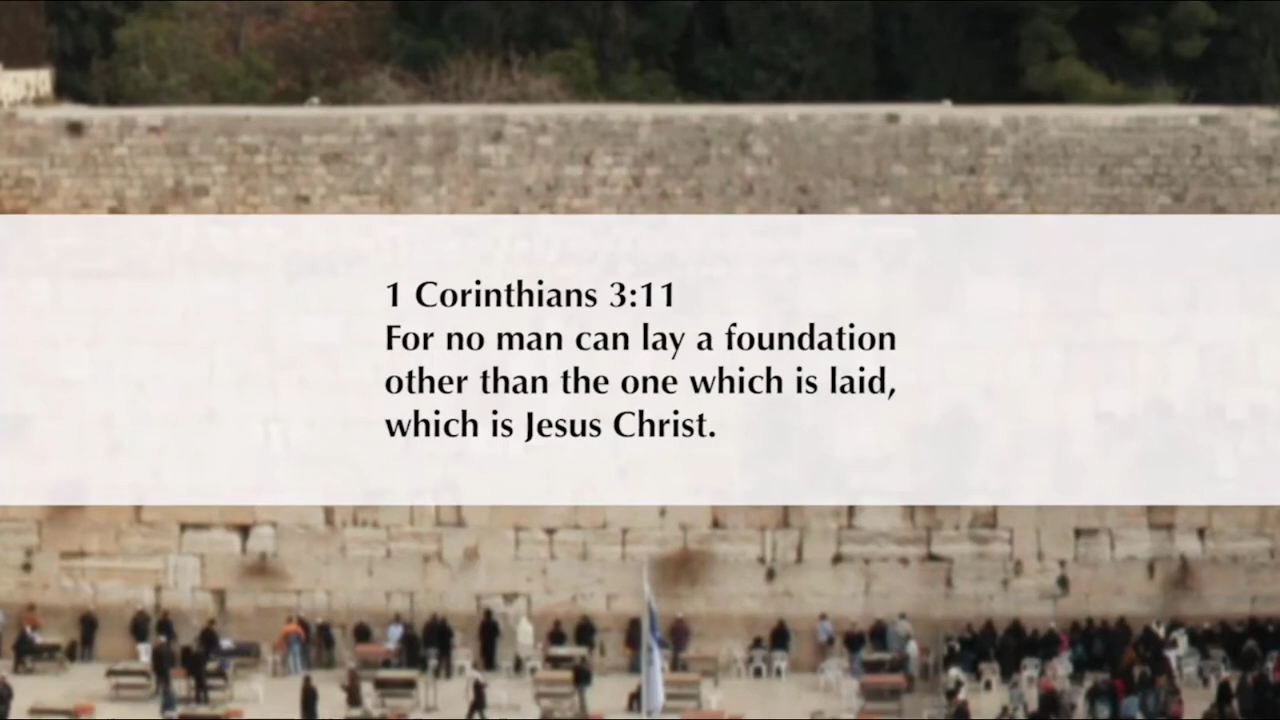 1 Corinthians 3:11
For no man can lay a foundation
other than the one which is laid,
which is Jesus Christ.